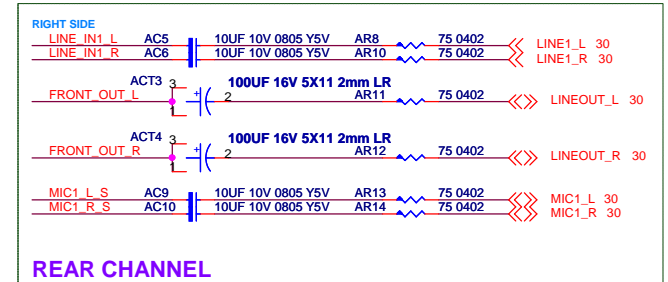 RIGHT SIDE
LINE_IN1_L AC5 10UF 10V 0805 Y5V AR8 75 0402 LINE1_L 30
LINE_IN1_R AC6 10UF 10V 0805 Y5V AR10 75 0402 LINE1_R 30
ACT3 3 100UF 16V 5X11 2mm LR
FRONT_OUT_L 1 + 2 AR11 75 0402 LINEOUT_L 30
ACT4 3 100UF 16V 5X11 2mm LR
FRONT_OUT_R 1 + 2 AR12 75 0402 LINEOUT_R 30
MIC1_L_S AC9 10UF 10V 0805 Y5V AR13 75 0402 MIC1_L 30
MIC1_R_S AC10 10UF 10V 0805 Y5V AR14 75 0402 MIC1_R 30
REAR CHANNEL